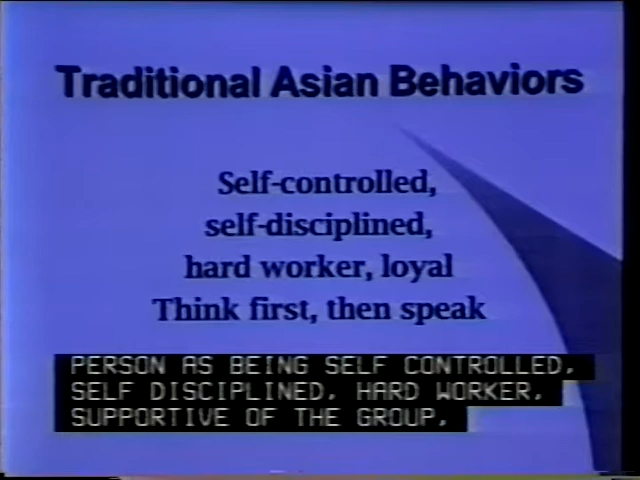 Traditional Asian Behaviors
Self-controlled,
self-disciplined,
hard worker, loyal
Think first, then speak
PERSON AS BEING SELF CONTROLLED,
SELF DISCIPLINED, HARD WORKER,
SUPPORTIVE OF THE GROUP,